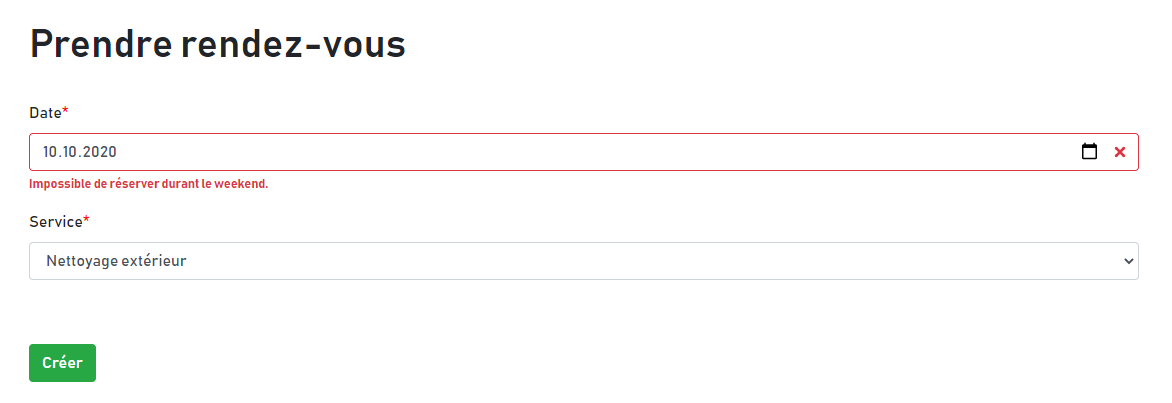 Prendre rendez-vous
Date*
10.10.2020
Impossible de réserver durant le weekend.
Service*
Nettoyage extérieur
Créer